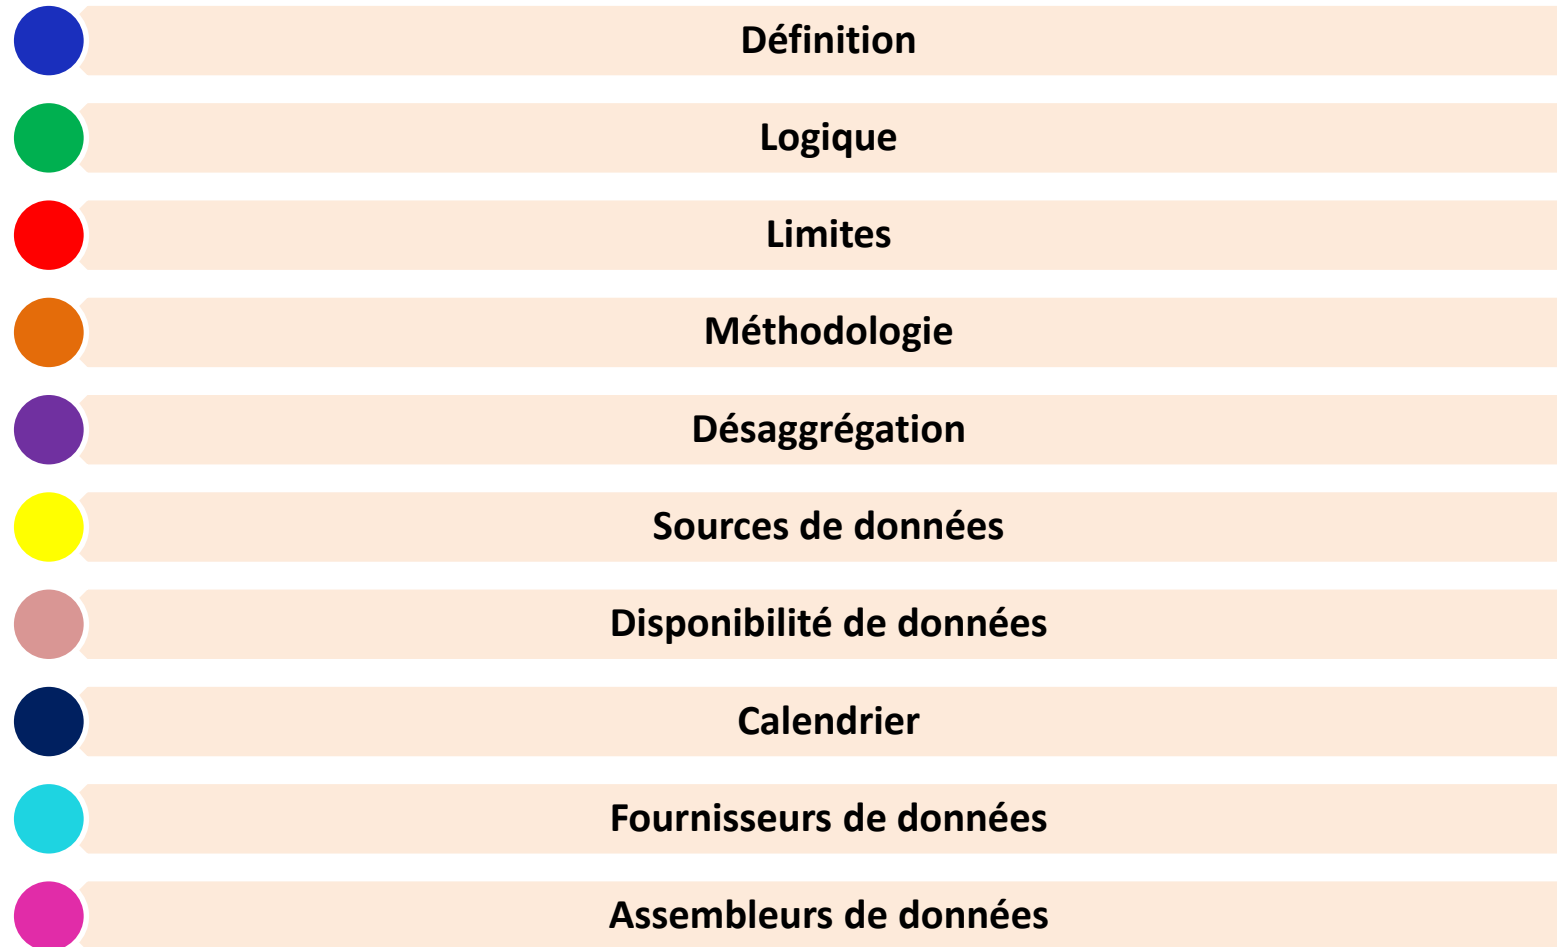 Définition
Logique
Limites
Méthodologie
Désaggrégation
Sources de données
Disponibilité de données
Calendrier
Fournisseurs de données
Assembleurs de données